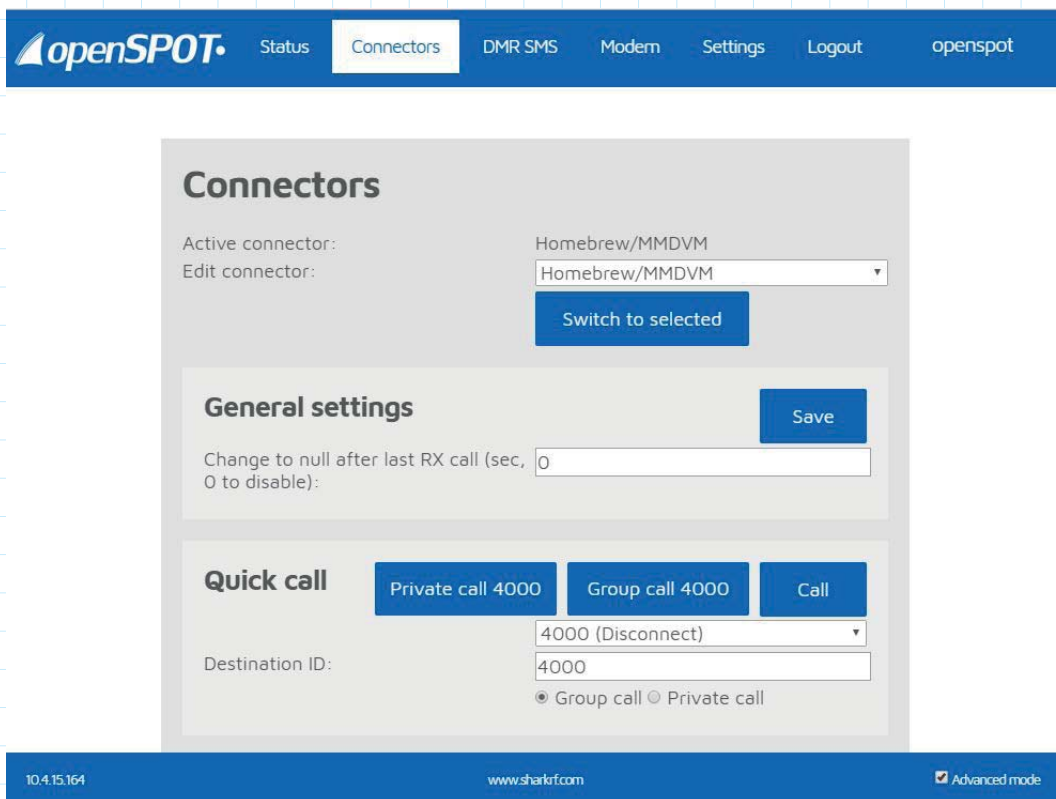 openSPOT
Status Connectors DMR SMS Modem Settings Logout openspot
Connectors
Active connector: Homebrew/MMDVM
Edit connector: Homebrew/MMDVM
Switch to selected
General settings Save
Change to null after last RX call (sec, 0
0 to disable):
Quick call Private call 4000 Group call 4000 Call
4000 (Disconnect)
Destination ID: 4000
Group call Private call
10.4.15.164 www.sharkrf.com Advanced mode